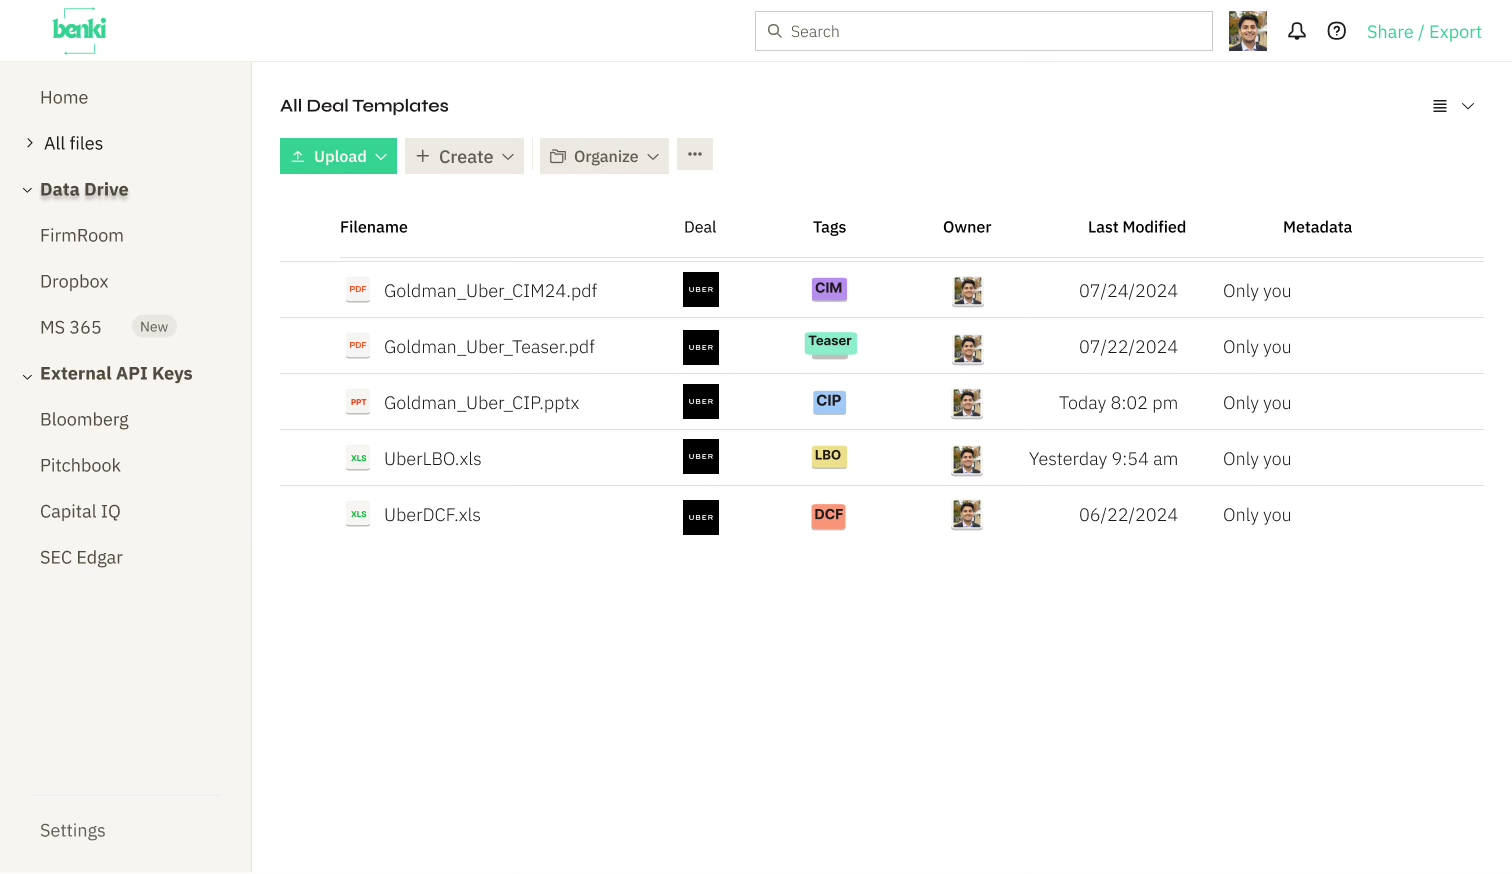 benki
Search
Share / Export
Home
All files
Data Drive
FirmRoom
Dropbox
MS 365 New
External API Keys
Bloomberg
Pitchbook
Capital IQ
SEC Edgar
Settings
All Deal Templates
Upload Create Organize ...
Filename Deal Tags Owner Last Modified Metadata
PDF Goldman_Uber_CIM24.pdf UBER CIM 07/24/2024 Only you
PDF Goldman_Uber_Teaser.pdf UBER Teaser 07/22/2024 Only you
PPT Goldman_Uber_CIP.pptx UBER CIP Today 8:02 pm Only you
XLS UberLBO.xls UBER LBO Yesterday 9:54 am Only you
XLS UberDCF.xls UBER DCF 06/22/2024 Only you